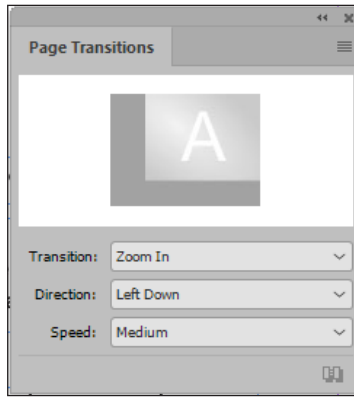 Page Transitions
A
Transition: Zoom In
Direction: Left Down
Speed: Medium